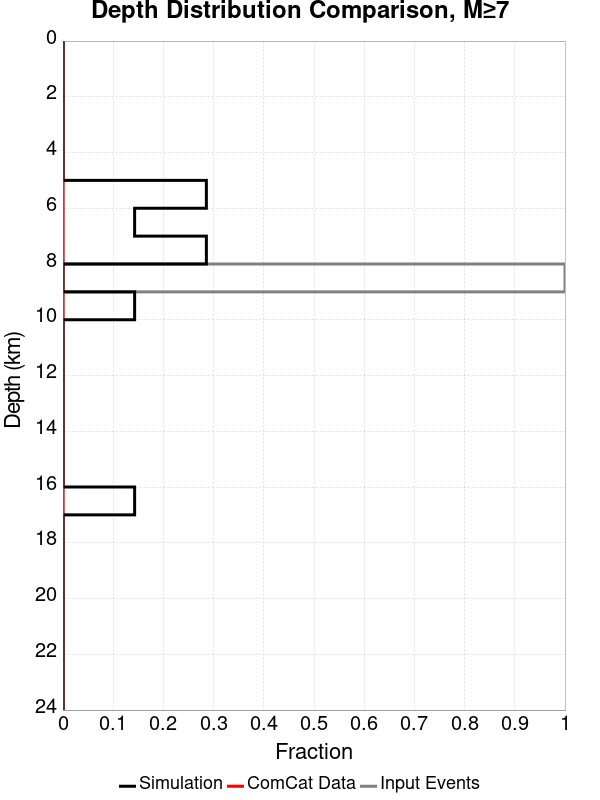 Depth Distribution Comparison, M≥7
0
2
4
6
8
10
12
14
16
18
20
22
24
Depth (km)
0 0.1 0.2 0.3 0.4 0.5 0.6 0.7 0.8 0.9 1
Fraction
Simulation ComCat Data Input Events